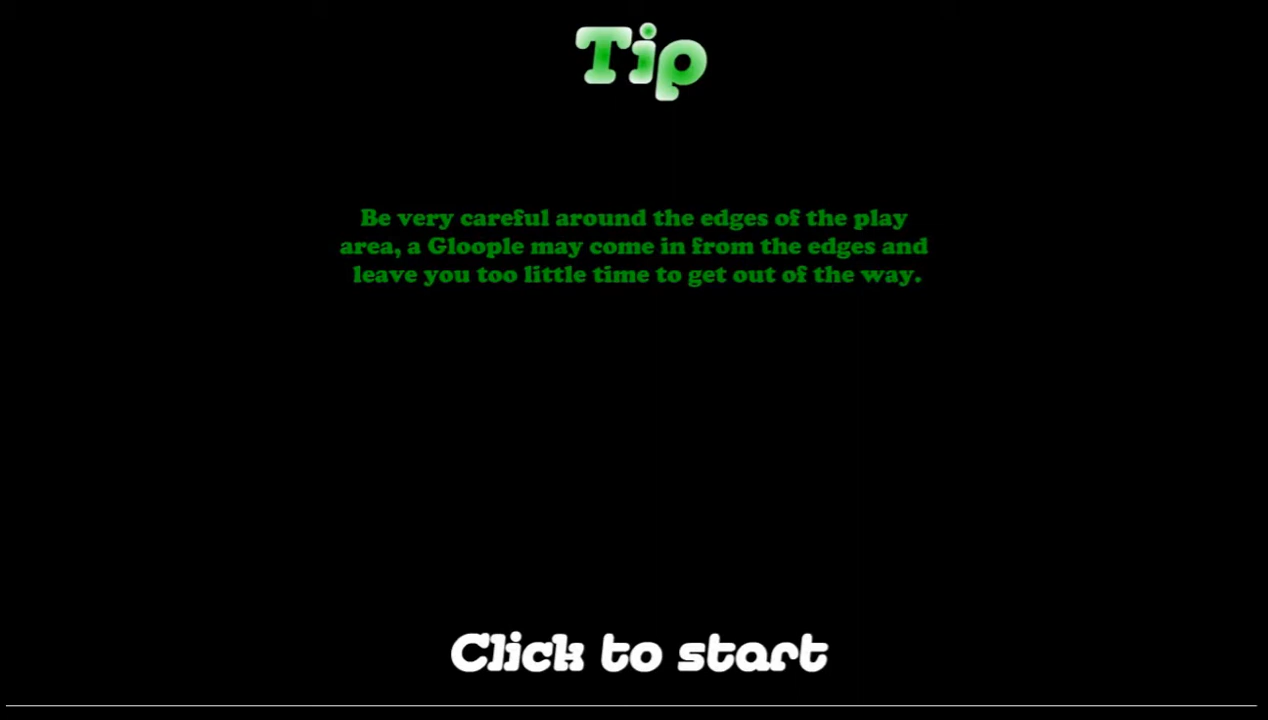 Tip
Be very careful around the edges of the play
area, a Gloople may come in from the edges and
leave you too little time to get out of the way.
Click to start